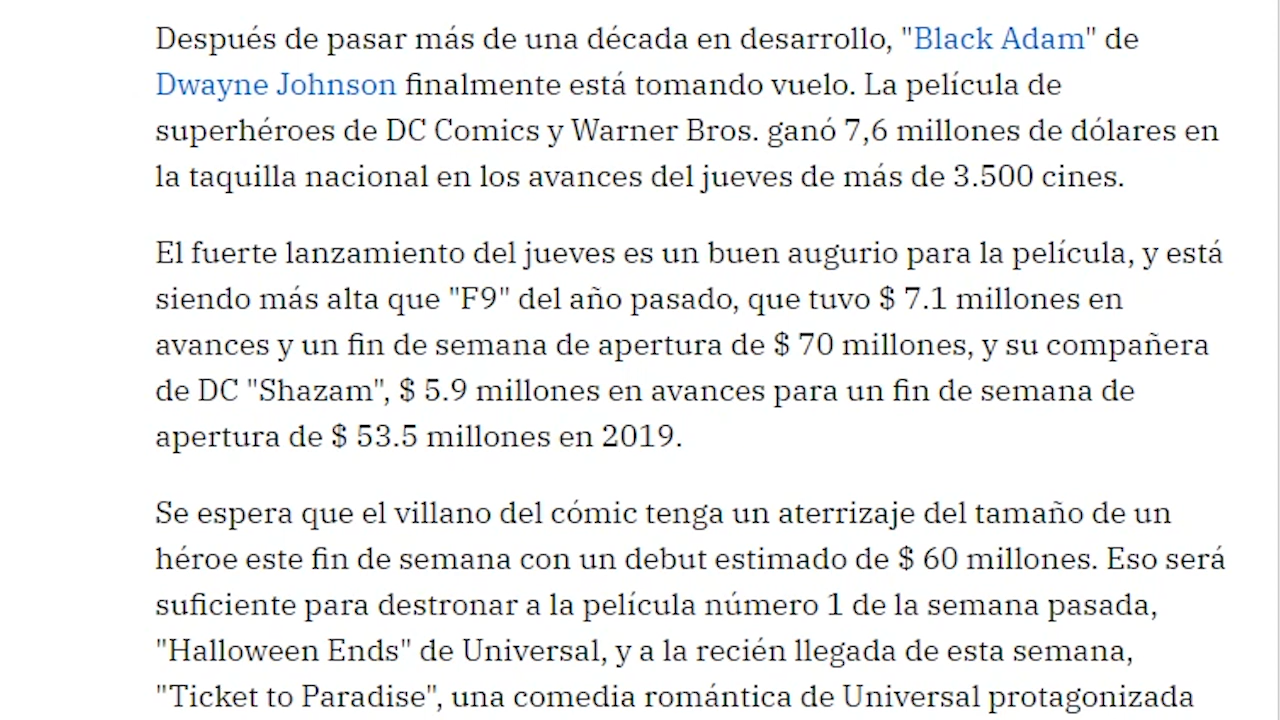 Después de pasar más de una década en desarrollo, "Black Adam" de
Dwayne Johnson finalmente está tomando vuelo. La película de
superhéroes de DC Comics y Warner Bros. ganó 7,6 millones de dólares en
la taquilla nacional en los avances del jueves de más de 3.500 cines.
El fuerte lanzamiento del jueves es un buen augurio para la película, y está
siendo más alta que "F9" del año pasado, que tuvo $ 7.1 millones en
avances y un fin de semana de apertura de $ 70 millones, y su compañera
de DC "Shazam", $ 5.9 millones en avances para un fin de semana de
apertura de $ 53.5 millones en 2019.
Se espera que el villano del cómic tenga un aterrizaje del tamaño de un
héroe este fin de semana con un debut estimado de $ 60 millones. Eso será
suficiente para destronar a la película número 1 de la semana pasada,
"Halloween Ends" de Universal, y a la recién llegada de esta semana,
"Ticket to Paradise", una comedia romántica de Universal protagonizada